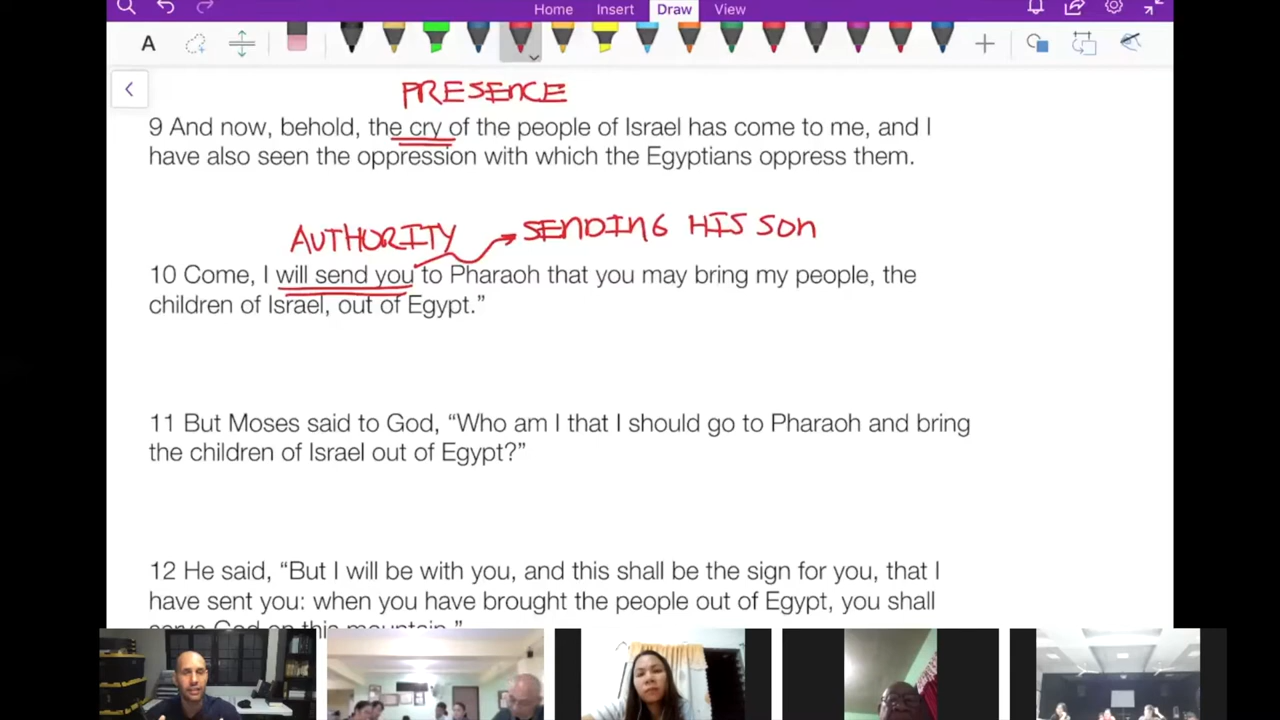 Home Insert Draw View
A
PRESENCE
9 And now, behold, the cry of the people of Israel has come to me, and I
have also seen the oppression with which the Egyptians oppress them.
AUTHORITY SENDING HIS SON
10 Come, I will send you to Pharaoh that you may bring my people, the
children of Israel, out of Egypt.”
11 But Moses said to God, “Who am I that I should go to Pharaoh and bring
the children of Israel out of Egypt?”
12 He said, “But I will be with you, and this shall be the sign for you, that I
have sent you: when you have brought the people out of Egypt, you shall
serve God on this mountain.”